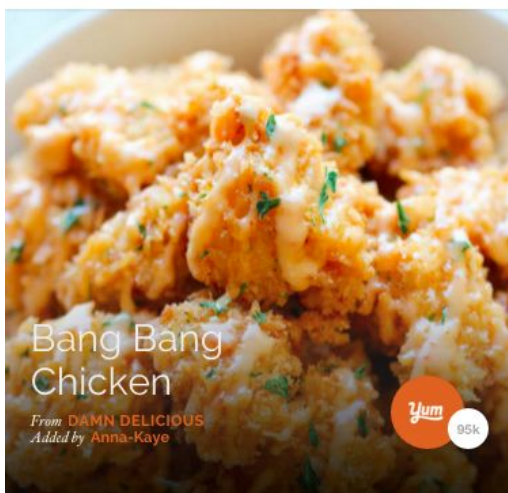 Bang Bang
Chicken
From DAMN DELICIOUS
Added by Anna-Kaye
Yum
95k